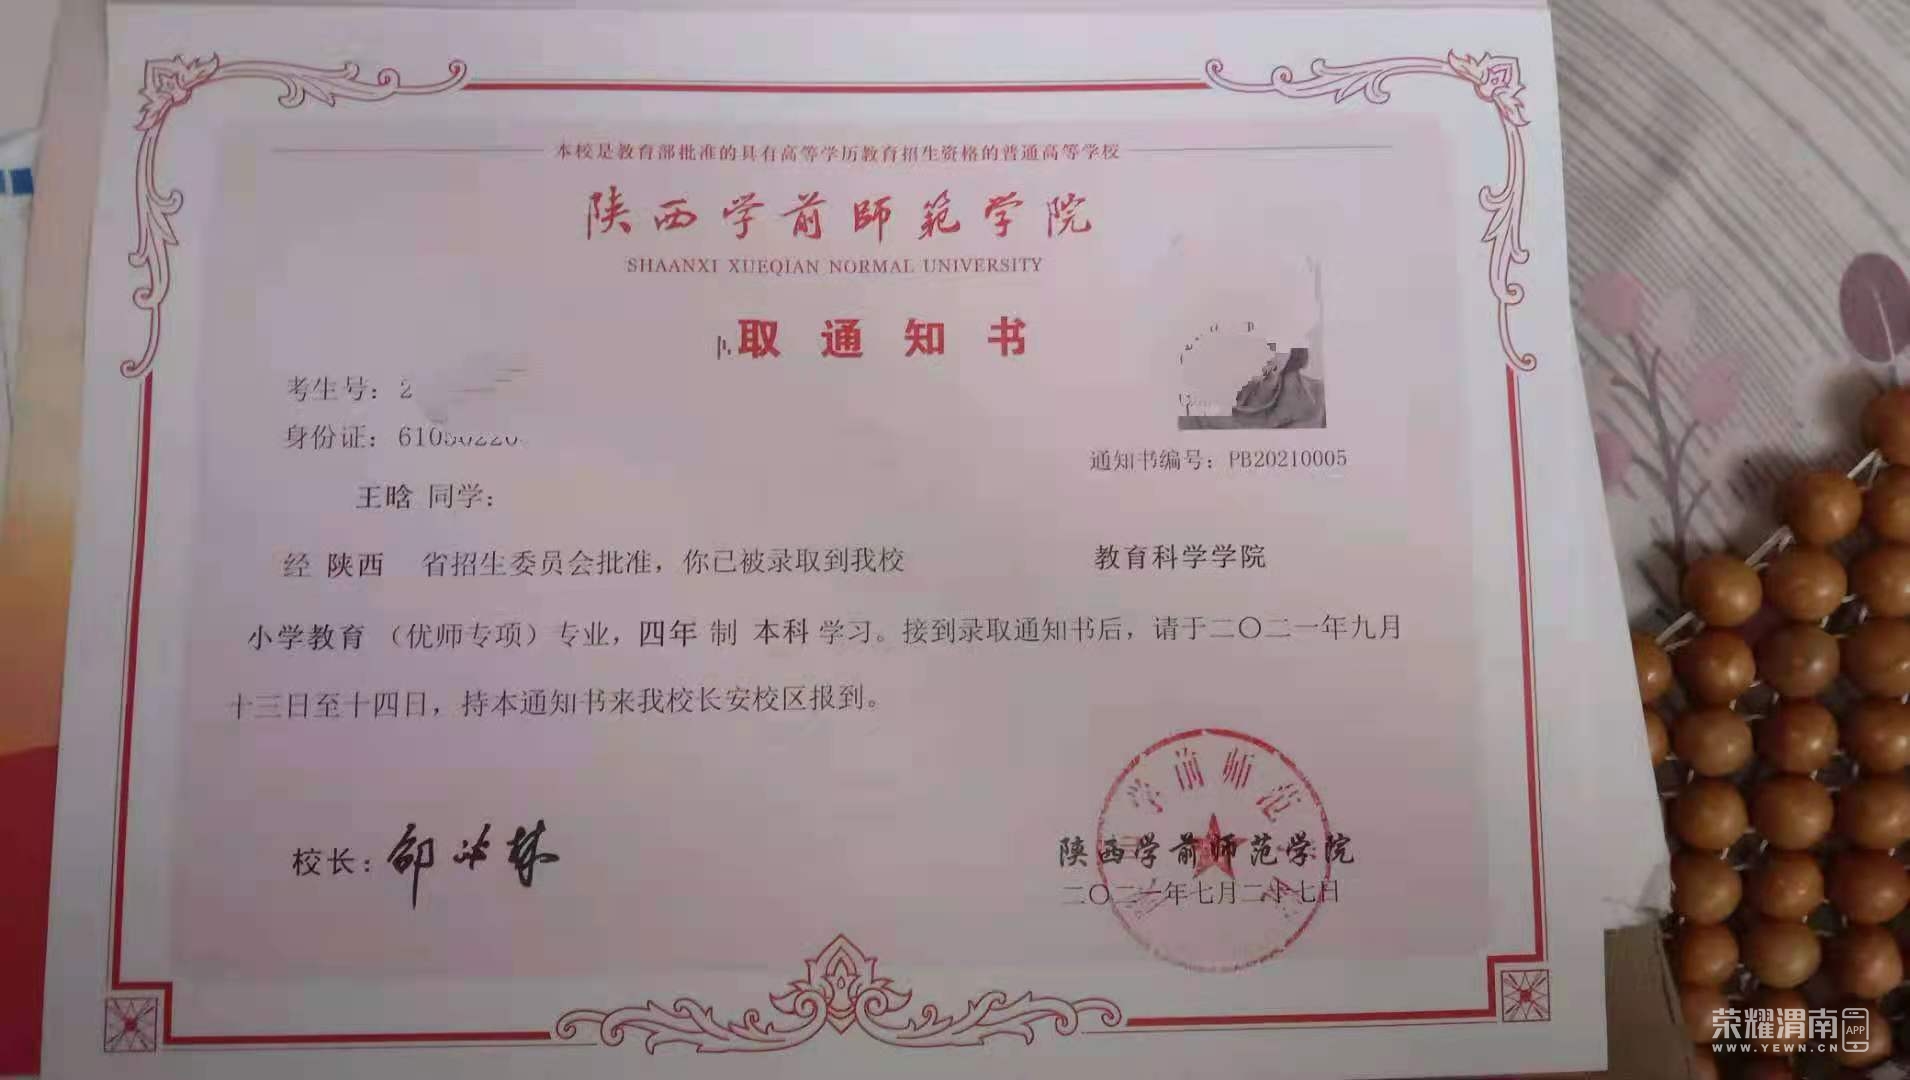 本校是教育部批准的具有高等学历教育招生资格的普通高等学校
陕西学前師範学院
SHAANXI XUEQIAN NORMAL UNIVERSITY
取通知书
考生号：2
身份证：610
通知书编号：PB20210005
王晗 同学：
经 陕西 省招生委员会批准，你已被录取到我校 教育科学学院
小学教育（优师专项）专业，四年 制 本科 学习。接到录取通知书后，请于二〇二一年九月
十三日至十四日，持本通知书来我校长安校区报到。
校长：
学前师范
陕西学前师范学院
二〇二一年七月二十七日
荣耀渭南 APP
WWW.YEWN.CN